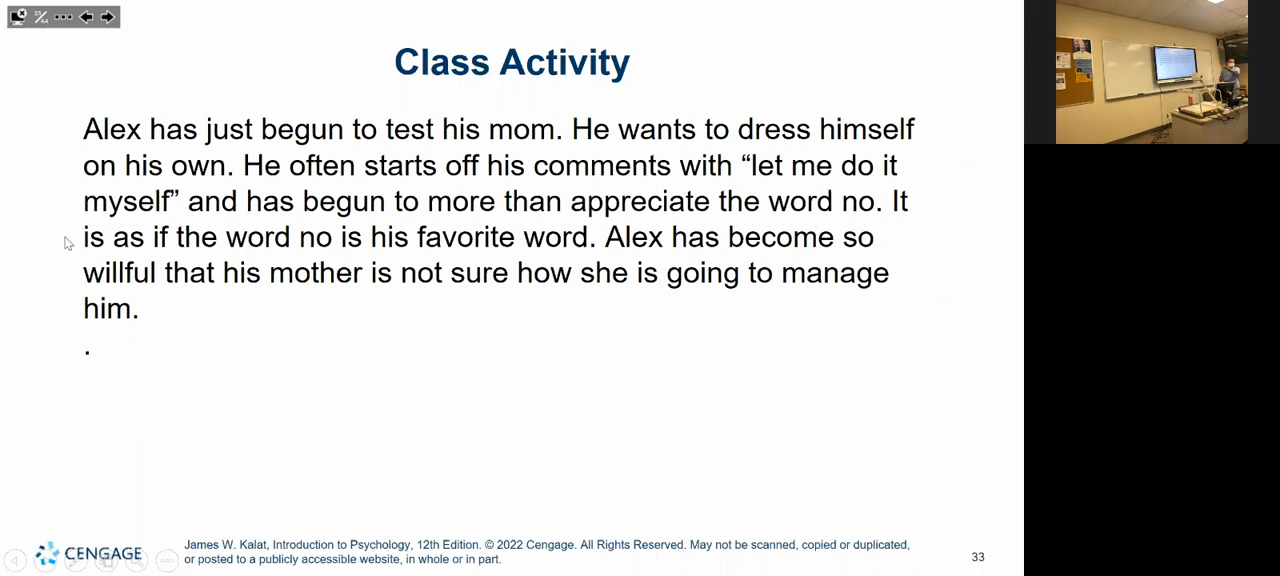 Class Activity
Alex has just begun to test his mom. He wants to dress himself
on his own. He often starts off his comments with “let me do it
myself” and has begun to more than appreciate the word no. It
is as if the word no is his favorite word. Alex has become so
willful that his mother is not sure how she is going to manage
him.
.
CENGAGE
James W. Kalat, Introduction to Psychology, 12th Edition. © 2022 Cengage. All Rights Reserved. May not be scanned, copied or duplicated,
or posted to a publicly accessible website, in whole or in part.
33